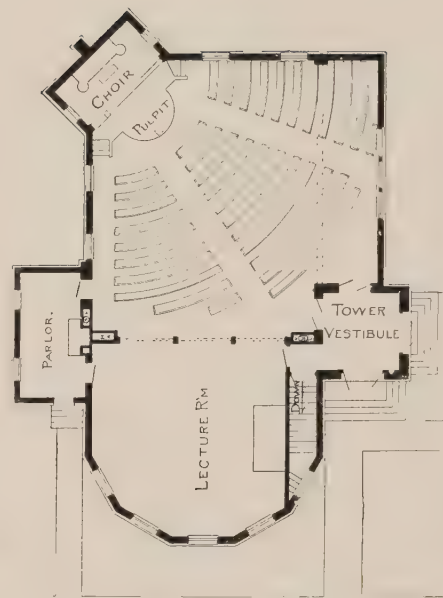 CHOIR
PULPIT
TOWER
VESTIBULE
PARLOR.
LECTURE R'M
DOWN